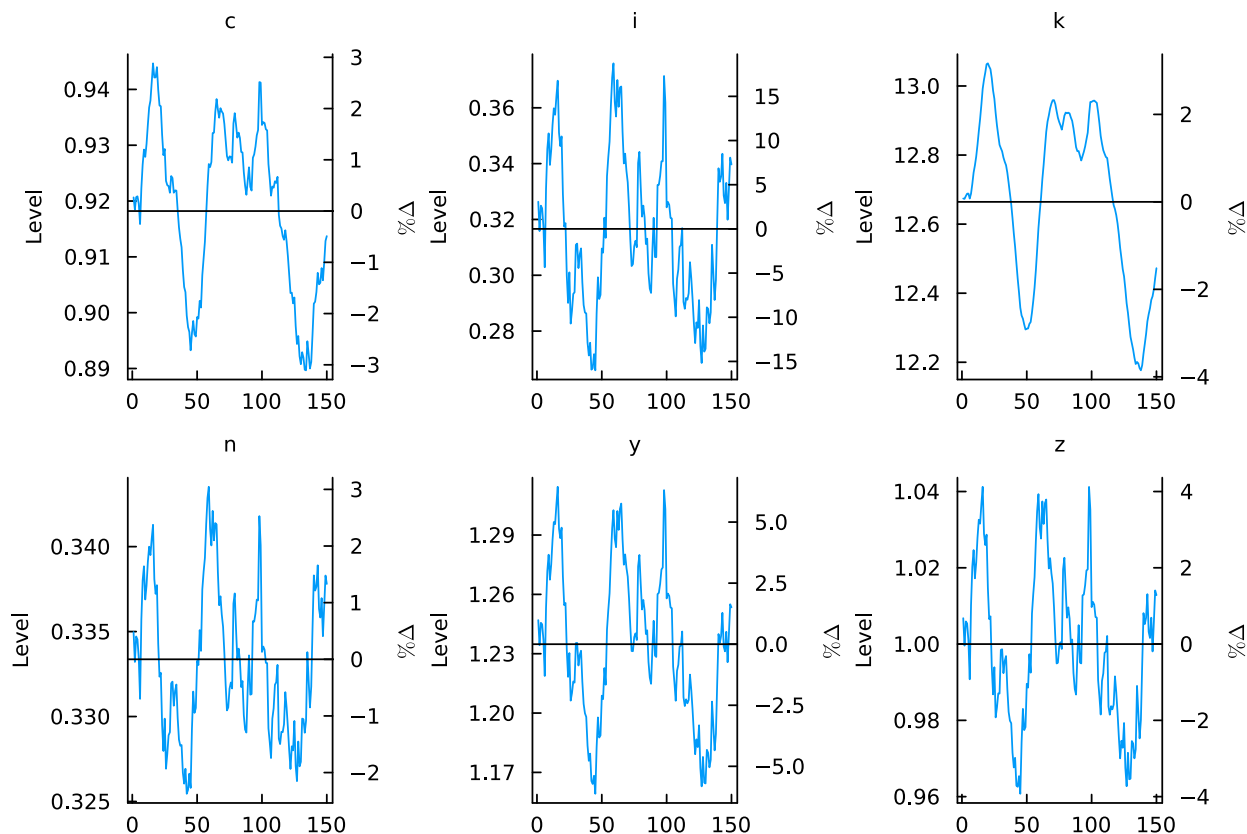 c
Level
0.94
0.93
0.92
0.91
0.90
0.89
3
2
1
0
−1
−2
−3
%Δ
0 50 100 150
i
Level
0.36
0.34
0.32
0.30
0.28
15
10
5
0
−5
−10
−15
%Δ
0 50 100 150
k
Level
13.0
12.8
12.6
12.4
12.2
2
0
−2
−4
%Δ
0 50 100 150
n
Level
0.340
0.335
0.330
0.325
3
2
1
0
−1
−2
%Δ
0 50 100 150
y
Level
1.29
1.26
1.23
1.20
1.17
5.0
2.5
0.0
−2.5
−5.0
%Δ
0 50 100 150
z
Level
1.04
1.02
1.00
0.98
0.96
4
2
0
−2
−4
%Δ
0 50 100 150